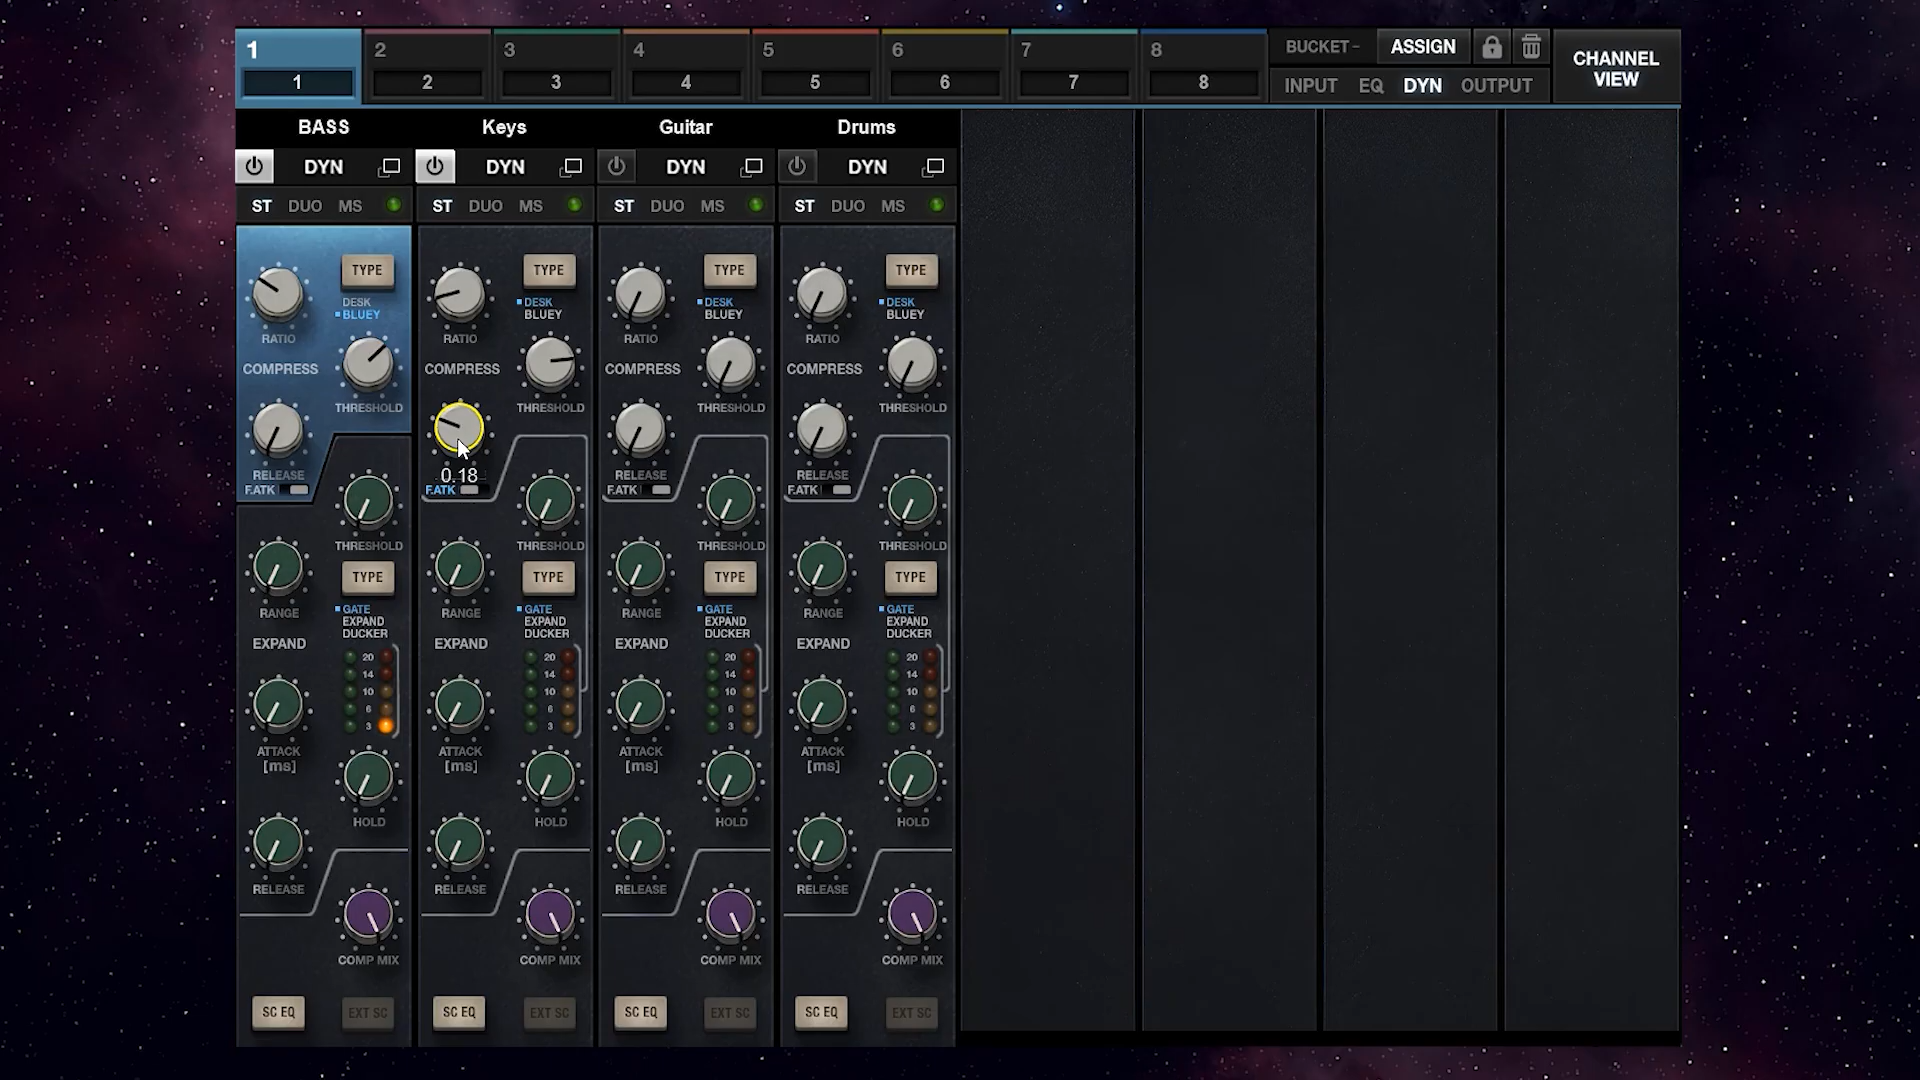 1 2 3 4 5 6 7 8 BUCKET- ASSIGN
1 2 3 4 5 6 7 8 INPUT EQ DYN OUTPUT
CHANNEL
VIEW
BASS Keys Guitar Drums
DYN DYN DYN DYN
ST DUO MS ST DUO MS ST DUO MS ST DUO MS
TYPE TYPE TYPE TYPE
DESK DESK DESK DESK
BLUEY BLUEY BLUEY BLUEY
RATIO RATIO RATIO RATIO
COMPRESS COMPRESS COMPRESS COMPRESS
THRESHOLD THRESHOLD THRESHOLD THRESHOLD
RELEASE 0.18 RELEASE RELEASE
F.ATK F.ATK F.ATK F.ATK
THRESHOLD THRESHOLD THRESHOLD THRESHOLD
TYPE TYPE TYPE TYPE
RANGE GATE RANGE GATE RANGE GATE RANGE GATE
EXPAND EXPAND EXPAND EXPAND
DUCKER DUCKER DUCKER DUCKER
EXPAND EXPAND EXPAND EXPAND
20 20 20 20
14 14 14 14
10 10 10 10
6 6 6 6
3 3 3 3
ATTACK ATTACK ATTACK ATTACK
[ms] [ms] [ms] [ms]
HOLD HOLD HOLD HOLD
RELEASE RELEASE RELEASE RELEASE
COMP MIX COMP MIX COMP MIX COMP MIX
SC EQ EXT SC SC EQ EXT SC SC EQ EXT SC SC EQ EXT SC